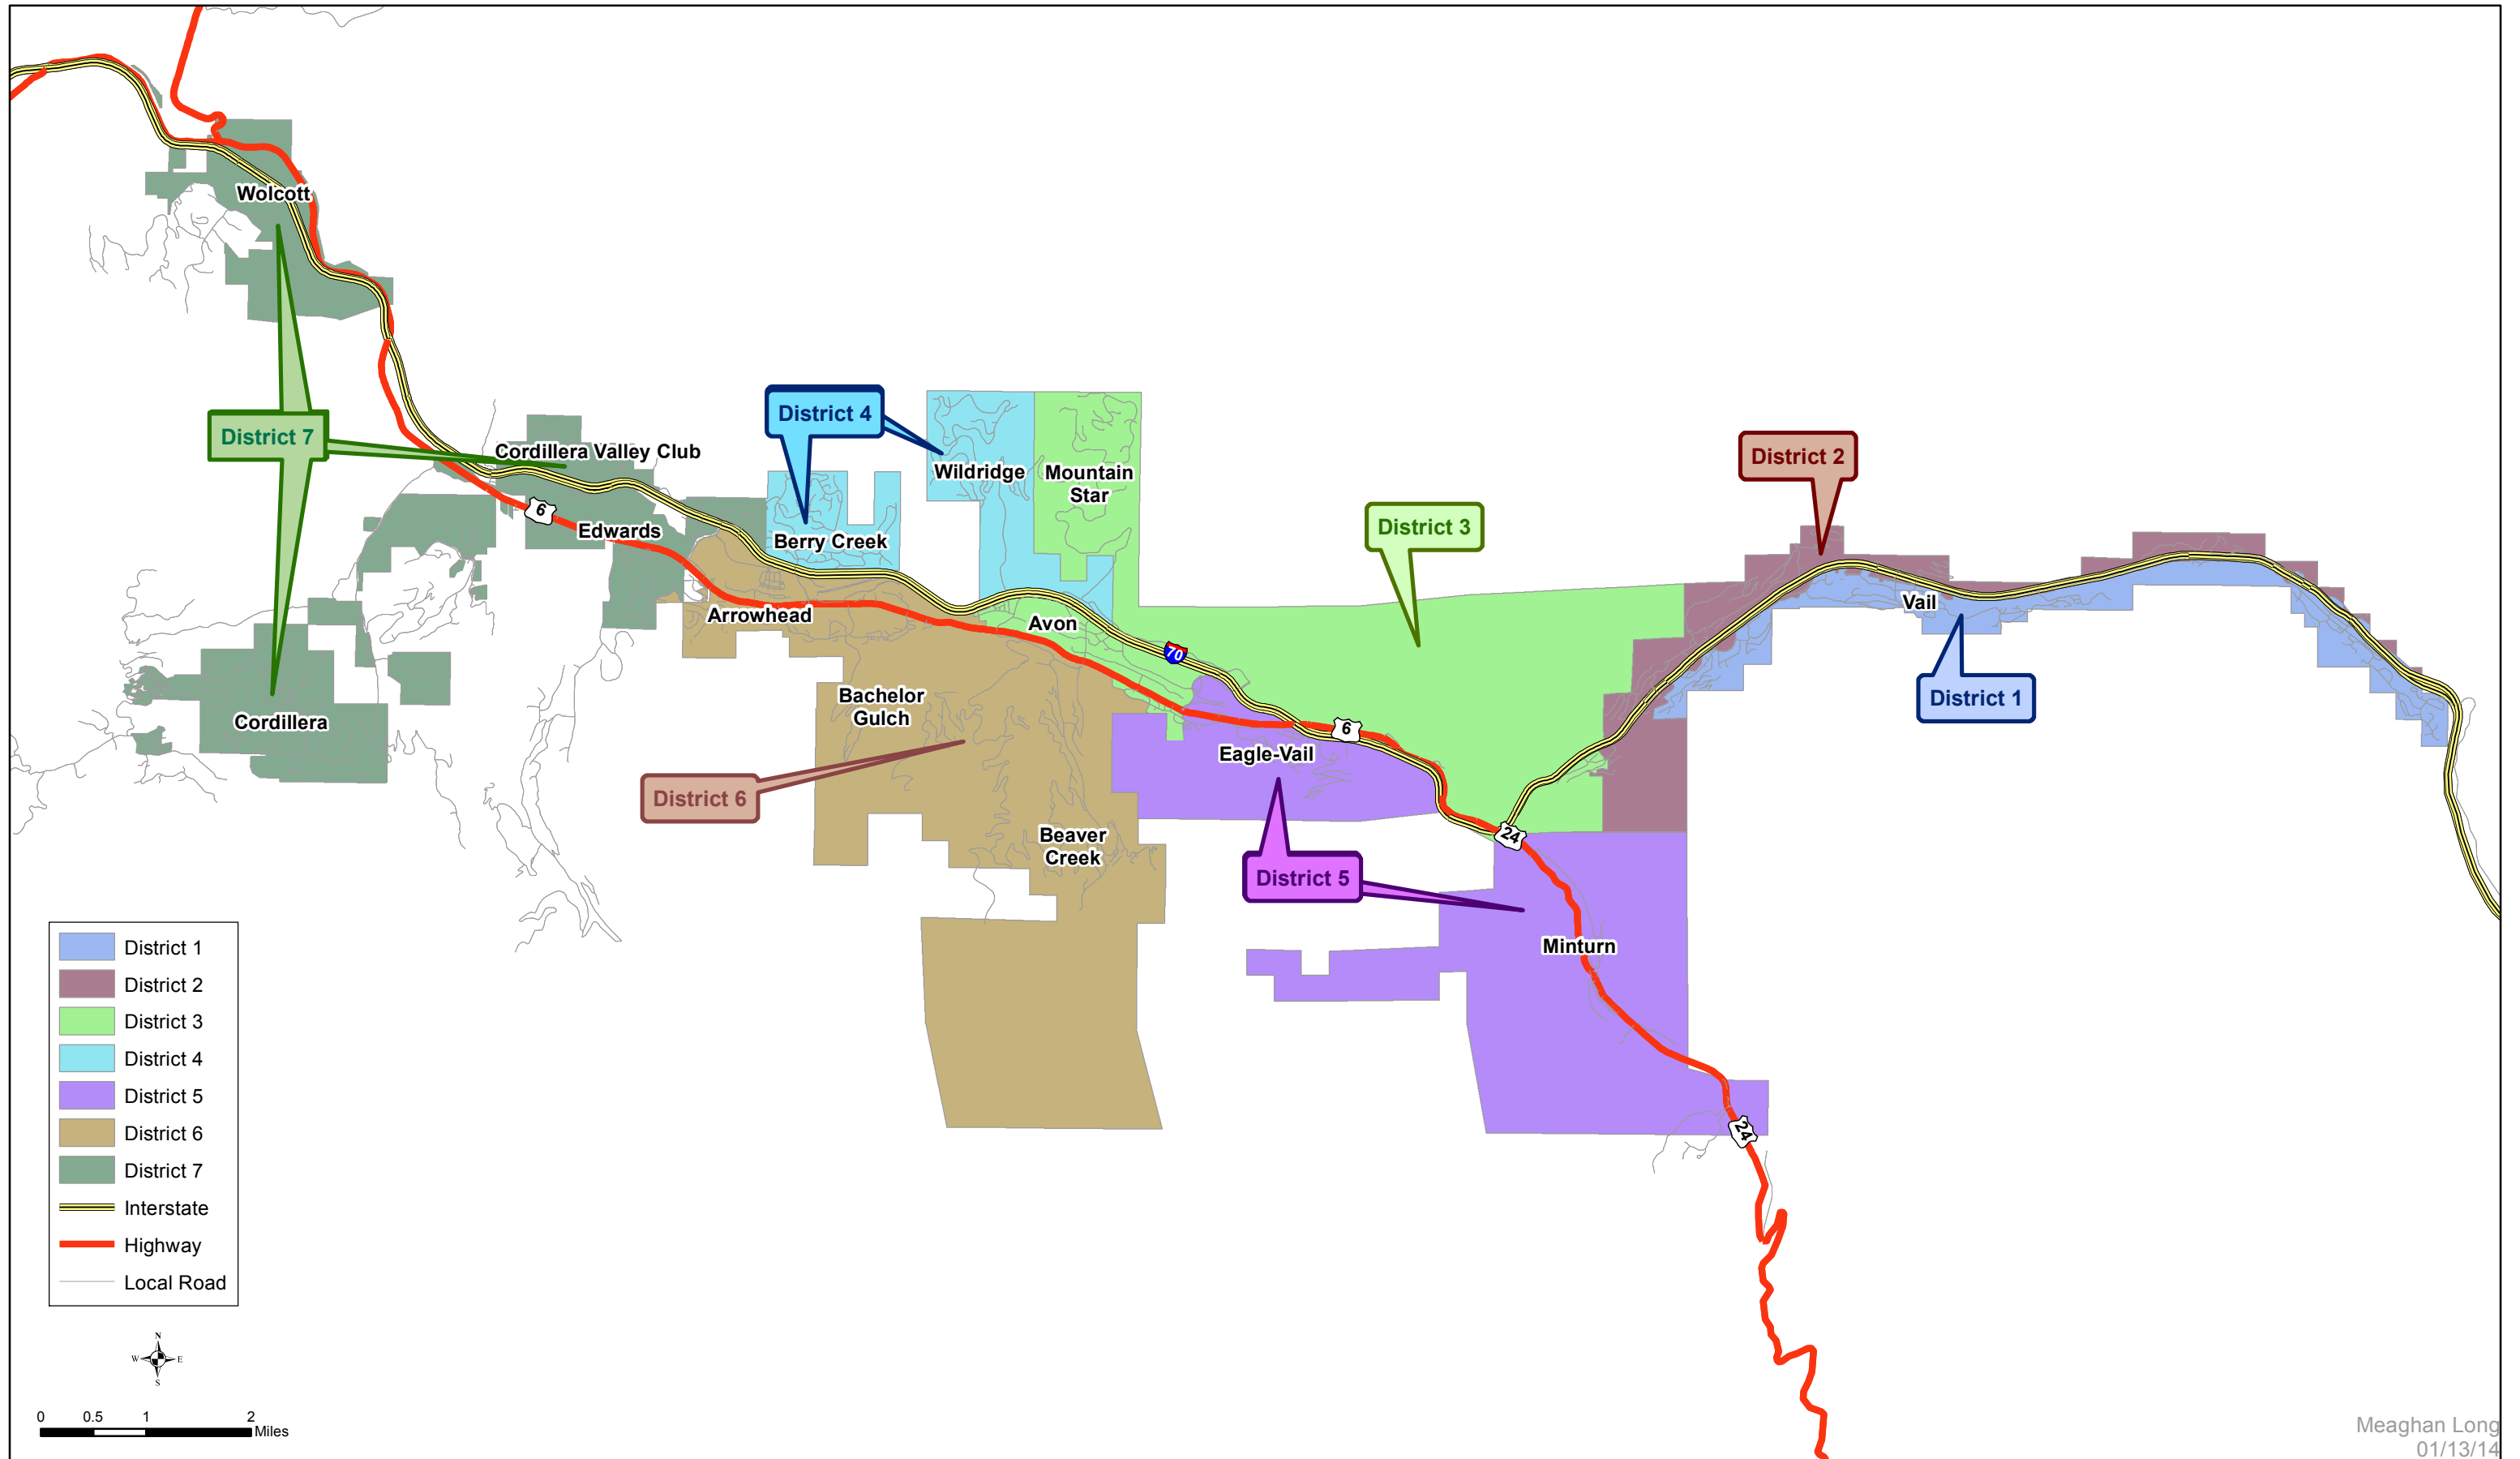 Wolcott
District 7
Cordillera Valley Club
6
Edwards
Cordillera
District 4
Wildridge
Mountain
Star
Berry Creek
Arrowhead
Avon
70
Bachelor
Gulch
District 6
Beaver
Creek
District 3
6
Eagle-Vail
District 5
24
Minturn
24
District 2
Vail
District 1
District 1
District 2
District 3
District 4
District 5
District 6
District 7
Interstate
Highway
Local Road
N
W E
S
0 0.5 1 2
Miles
Meaghan Long
01/13/14